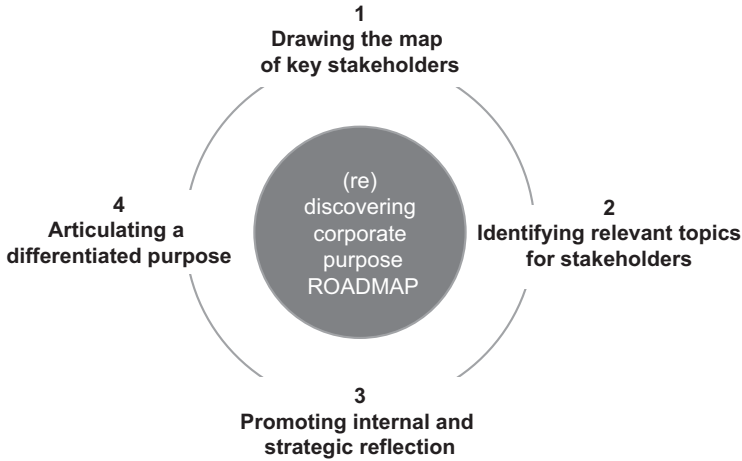 1
Drawing the map
of key stakeholders
(re)
discovering
corporate
purpose
ROADMAP
2
Identifying relevant topics
for stakeholders
3
Promoting internal and
strategic reflection
4
Articulating a
differentiated purpose